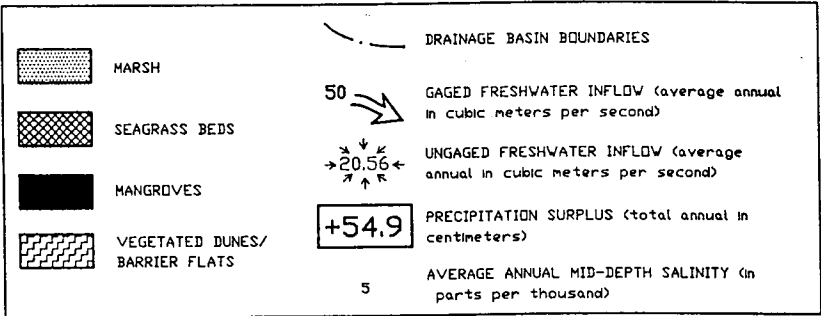 MARSH
SEAGRASS BEDS
MANGROVES
VEGETATED DUNES/
BARRIER FLATS
DRAINAGE BASIN BOUNDARIES
50
GAGED FRESHWATER INFLOW (average annual
in cubic meters per second)
20.56
UNGAGED FRESHWATER INFLOW (average
annual in cubic meters per second)
+54.9
PRECIPITATION SURPLUS (total annual in
centimeters)
5
AVERAGE ANNUAL MID-DEPTH SALINITY (in
parts per thousand)